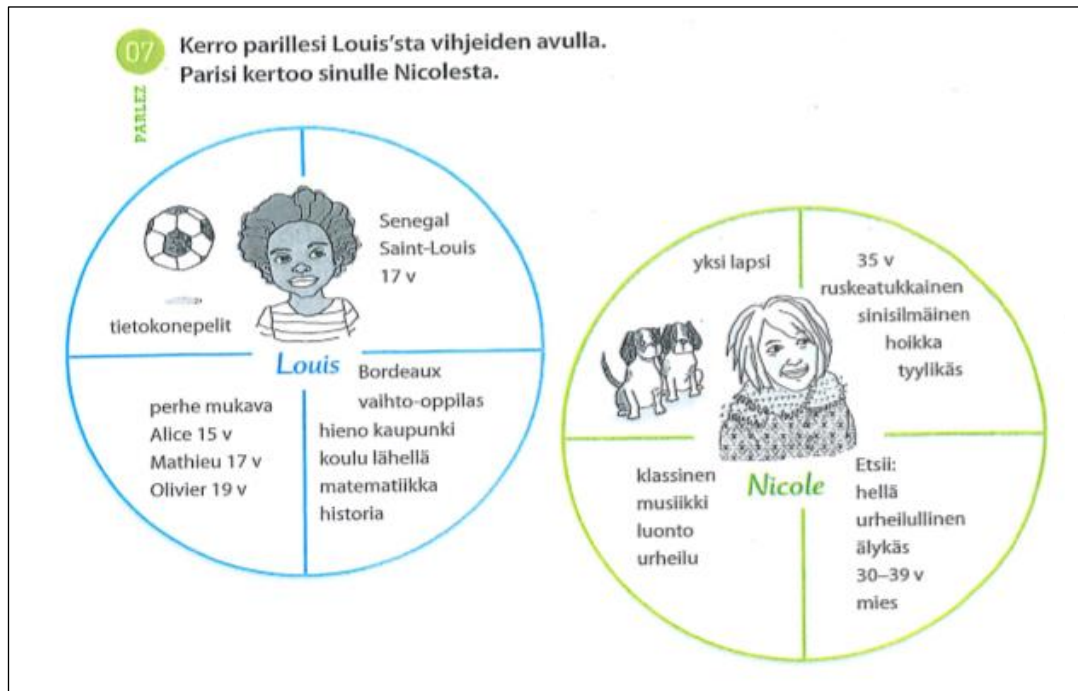 07
Kerro parillesi Louis'sta vihjeiden avulla.
Parisi kertoo sinulle Nicolesta.
PARLEZ
Senegal
Saint-Louis
17 v
tietokonepelit
Louis
perhe mukava
Alice 15 v
Mathieu 17 v
Olivier 19 v
Bordeaux
vaihto-oppilas
hieno kaupunki
koulu lähellä
matematiikka
historia
yksi lapsi
35 v
ruskeatukkainen
sinisilmäinen
hoikka
tyylikäs
Nicole
klassinen
musiikki
luonto
urheilu
Etsii:
hellä
urheilullinen
älykäs
30–39 v
mies